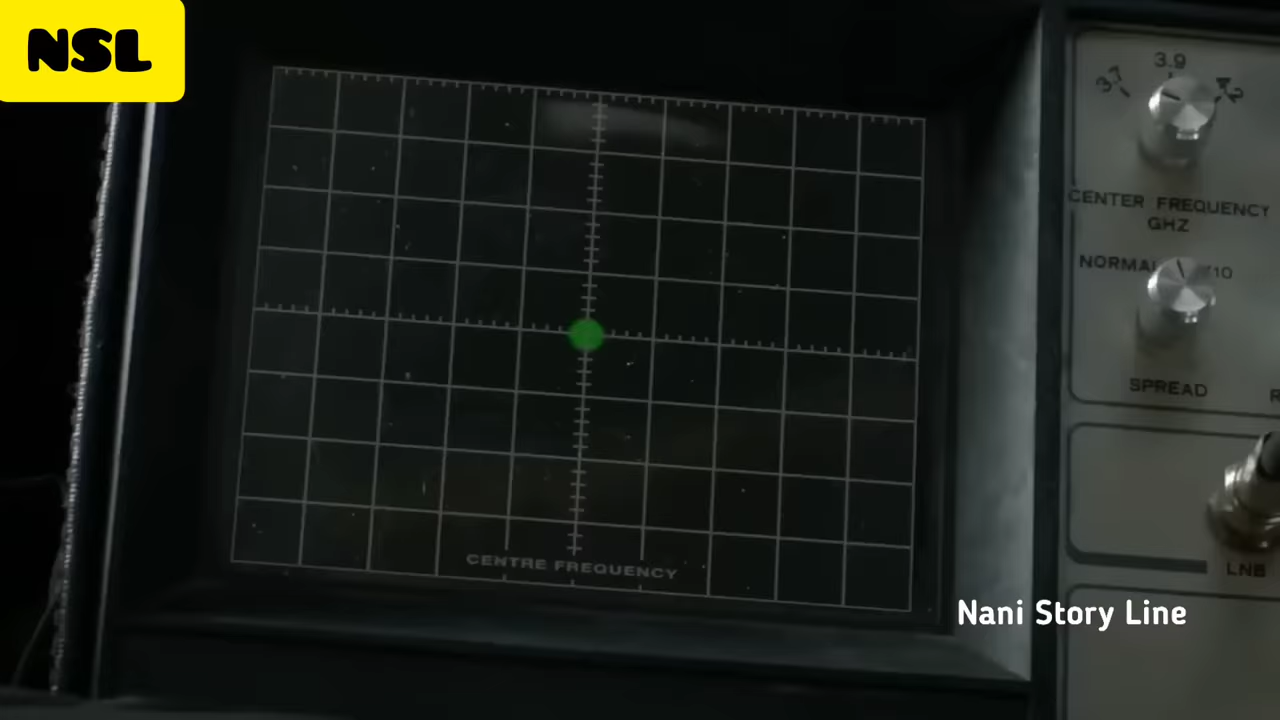 NSL
3.7
3.9
4.2
CENTER FREQUENCY
GHZ
NORMAL
/10
SPREAD
LNB
CENTRE FREQUENCY
Nani Story Line